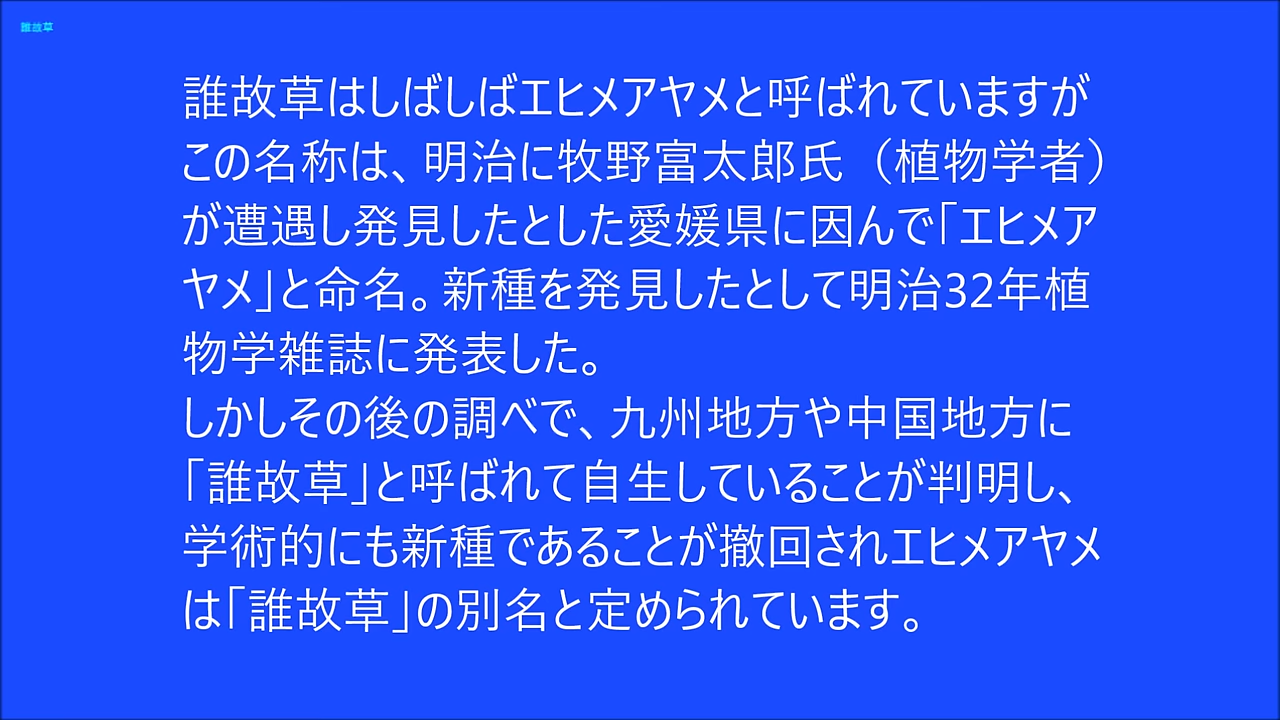 誰故草
誰故草はしばしばエヒメアヤメと呼ばれていますが
この名称は、明治に牧野富太郎氏（植物学者）
が遭遇し発見したとした愛媛県に因んで「エヒメア
ヤメ」と命名。新種を発見したとして明治32年植
物学雑誌に発表した。
しかしその後の調べで、九州地方や中国地方に
「誰故草」と呼ばれて自生していることが判明し、
学術的にも新種であることが撤回されエヒメアヤメ
は「誰故草」の別名と定められています。